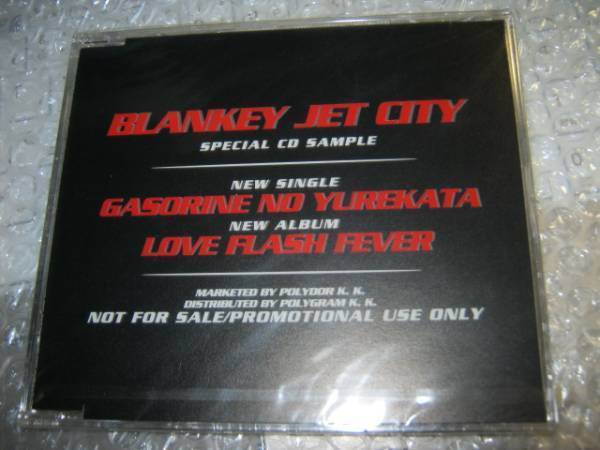 BLANKEY JET CITY
SPECIAL CD SAMPLE
NEW SINGLE
GASORINE NO YUREKATA
NEW ALBUM
LOVE FLASH FEVER
MARKETED BY POLYDOR K. K.
DISTRIBUTED BY POLYGRAM K. K.
NOT FOR SALE/PROMOTIONAL USE ONLY